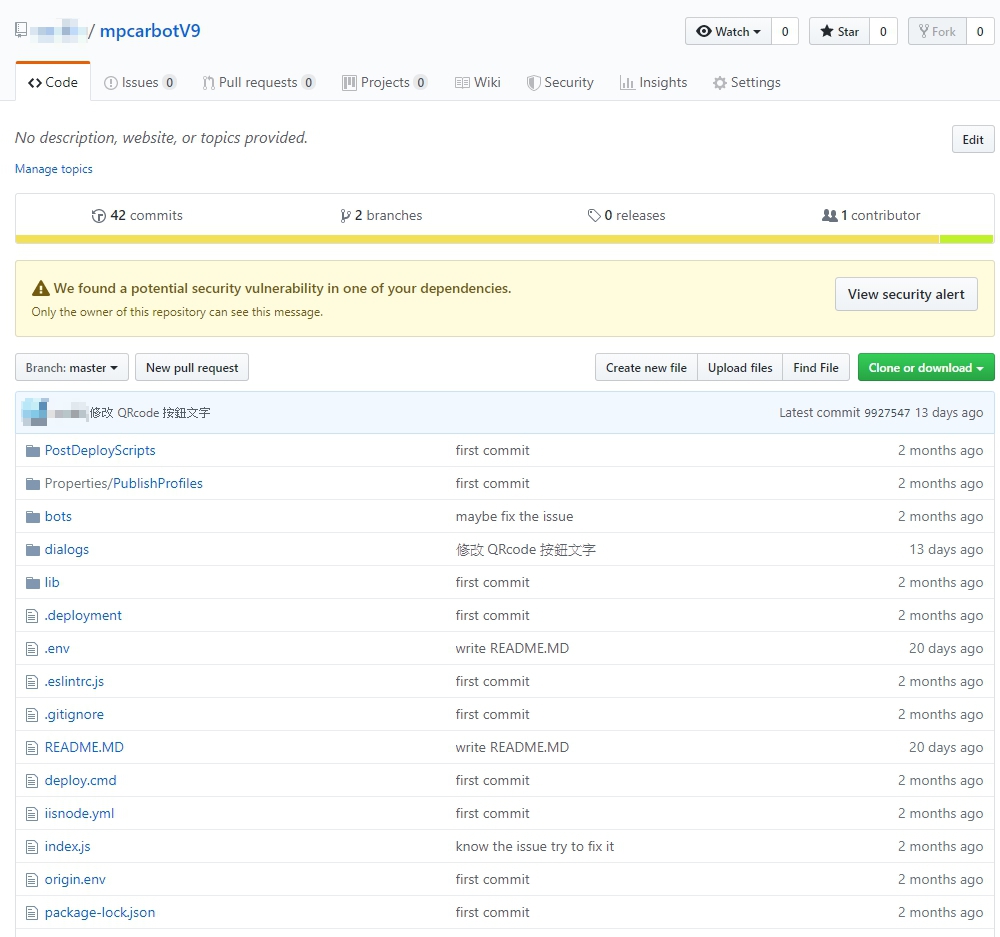 / mpcarbotV9
Watch 0 Star 0 Fork 0
Code Issues 0 Pull requests 0 Projects 0 Wiki Security Insights Settings
No description, website, or topics provided. Edit
Manage topics
42 commits 2 branches 0 releases 1 contributor
We found a potential security vulnerability in one of your dependencies.
Only the owner of this repository can see this message.
View security alert
Branch: master New pull request Create new file Upload files Find File Clone or download
修改 QRcode 按鈕文字 Latest commit 9927547 13 days ago
PostDeployScripts first commit 2 months ago
Properties/PublishProfiles first commit 2 months ago
bots maybe fix the issue 2 months ago
dialogs 修改 QRcode 按鈕文字 13 days ago
lib first commit 2 months ago
.deployment first commit 2 months ago
.env write README.MD 20 days ago
.eslintrc.js first commit 2 months ago
.gitignore first commit 2 months ago
README.MD write README.MD 20 days ago
deploy.cmd first commit 2 months ago
iisnode.yml first commit 2 months ago
index.js know the issue try to fix it 2 months ago
origin.env first commit 2 months ago
package-lock.json first commit 2 months ago